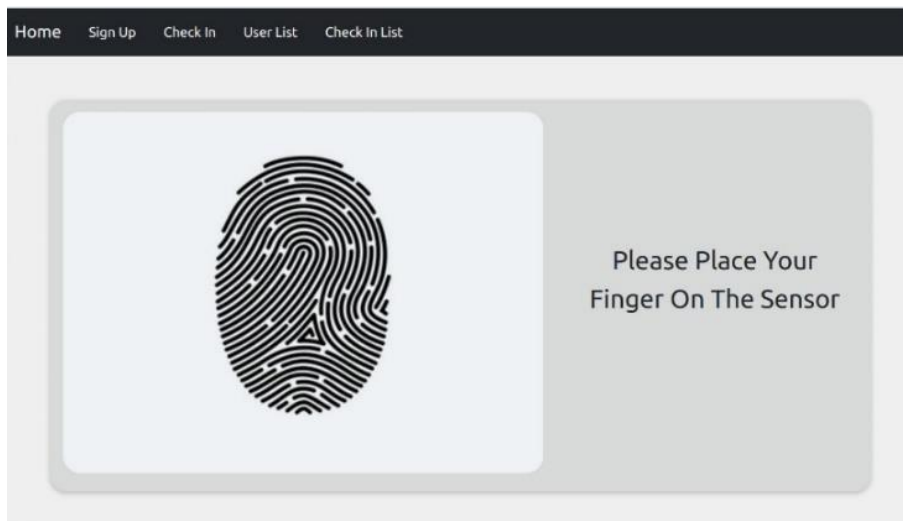 Home Sign Up Check In User List Check In List
Please Place Your
Finger On The Sensor